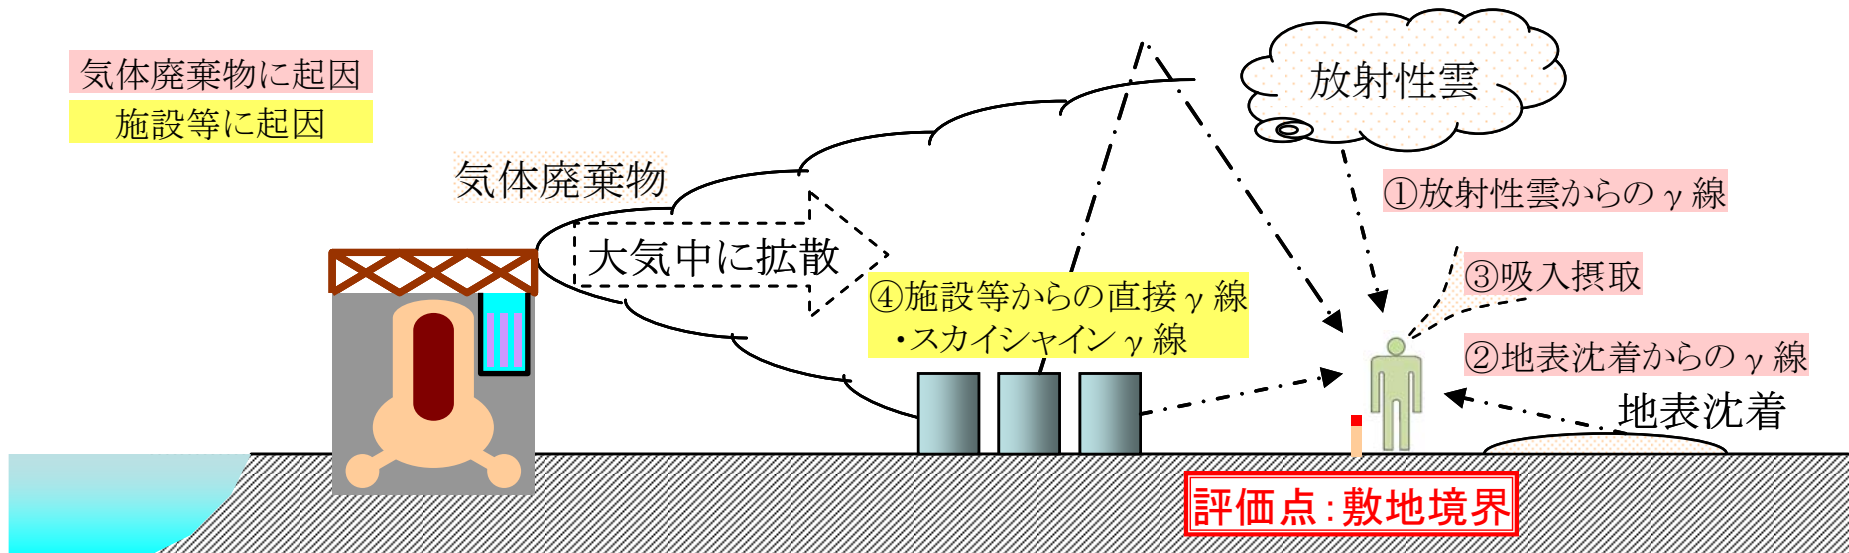 気体廃棄物に起因
施設等に起因
気体廃棄物
大気中に拡散
放射性雲
①放射性雲からのγ線
③吸入摂取
②地表沈着からのγ線
④施設等からの直接γ線
・スカイシャインγ線
地表沈着
評価点：敷地境界